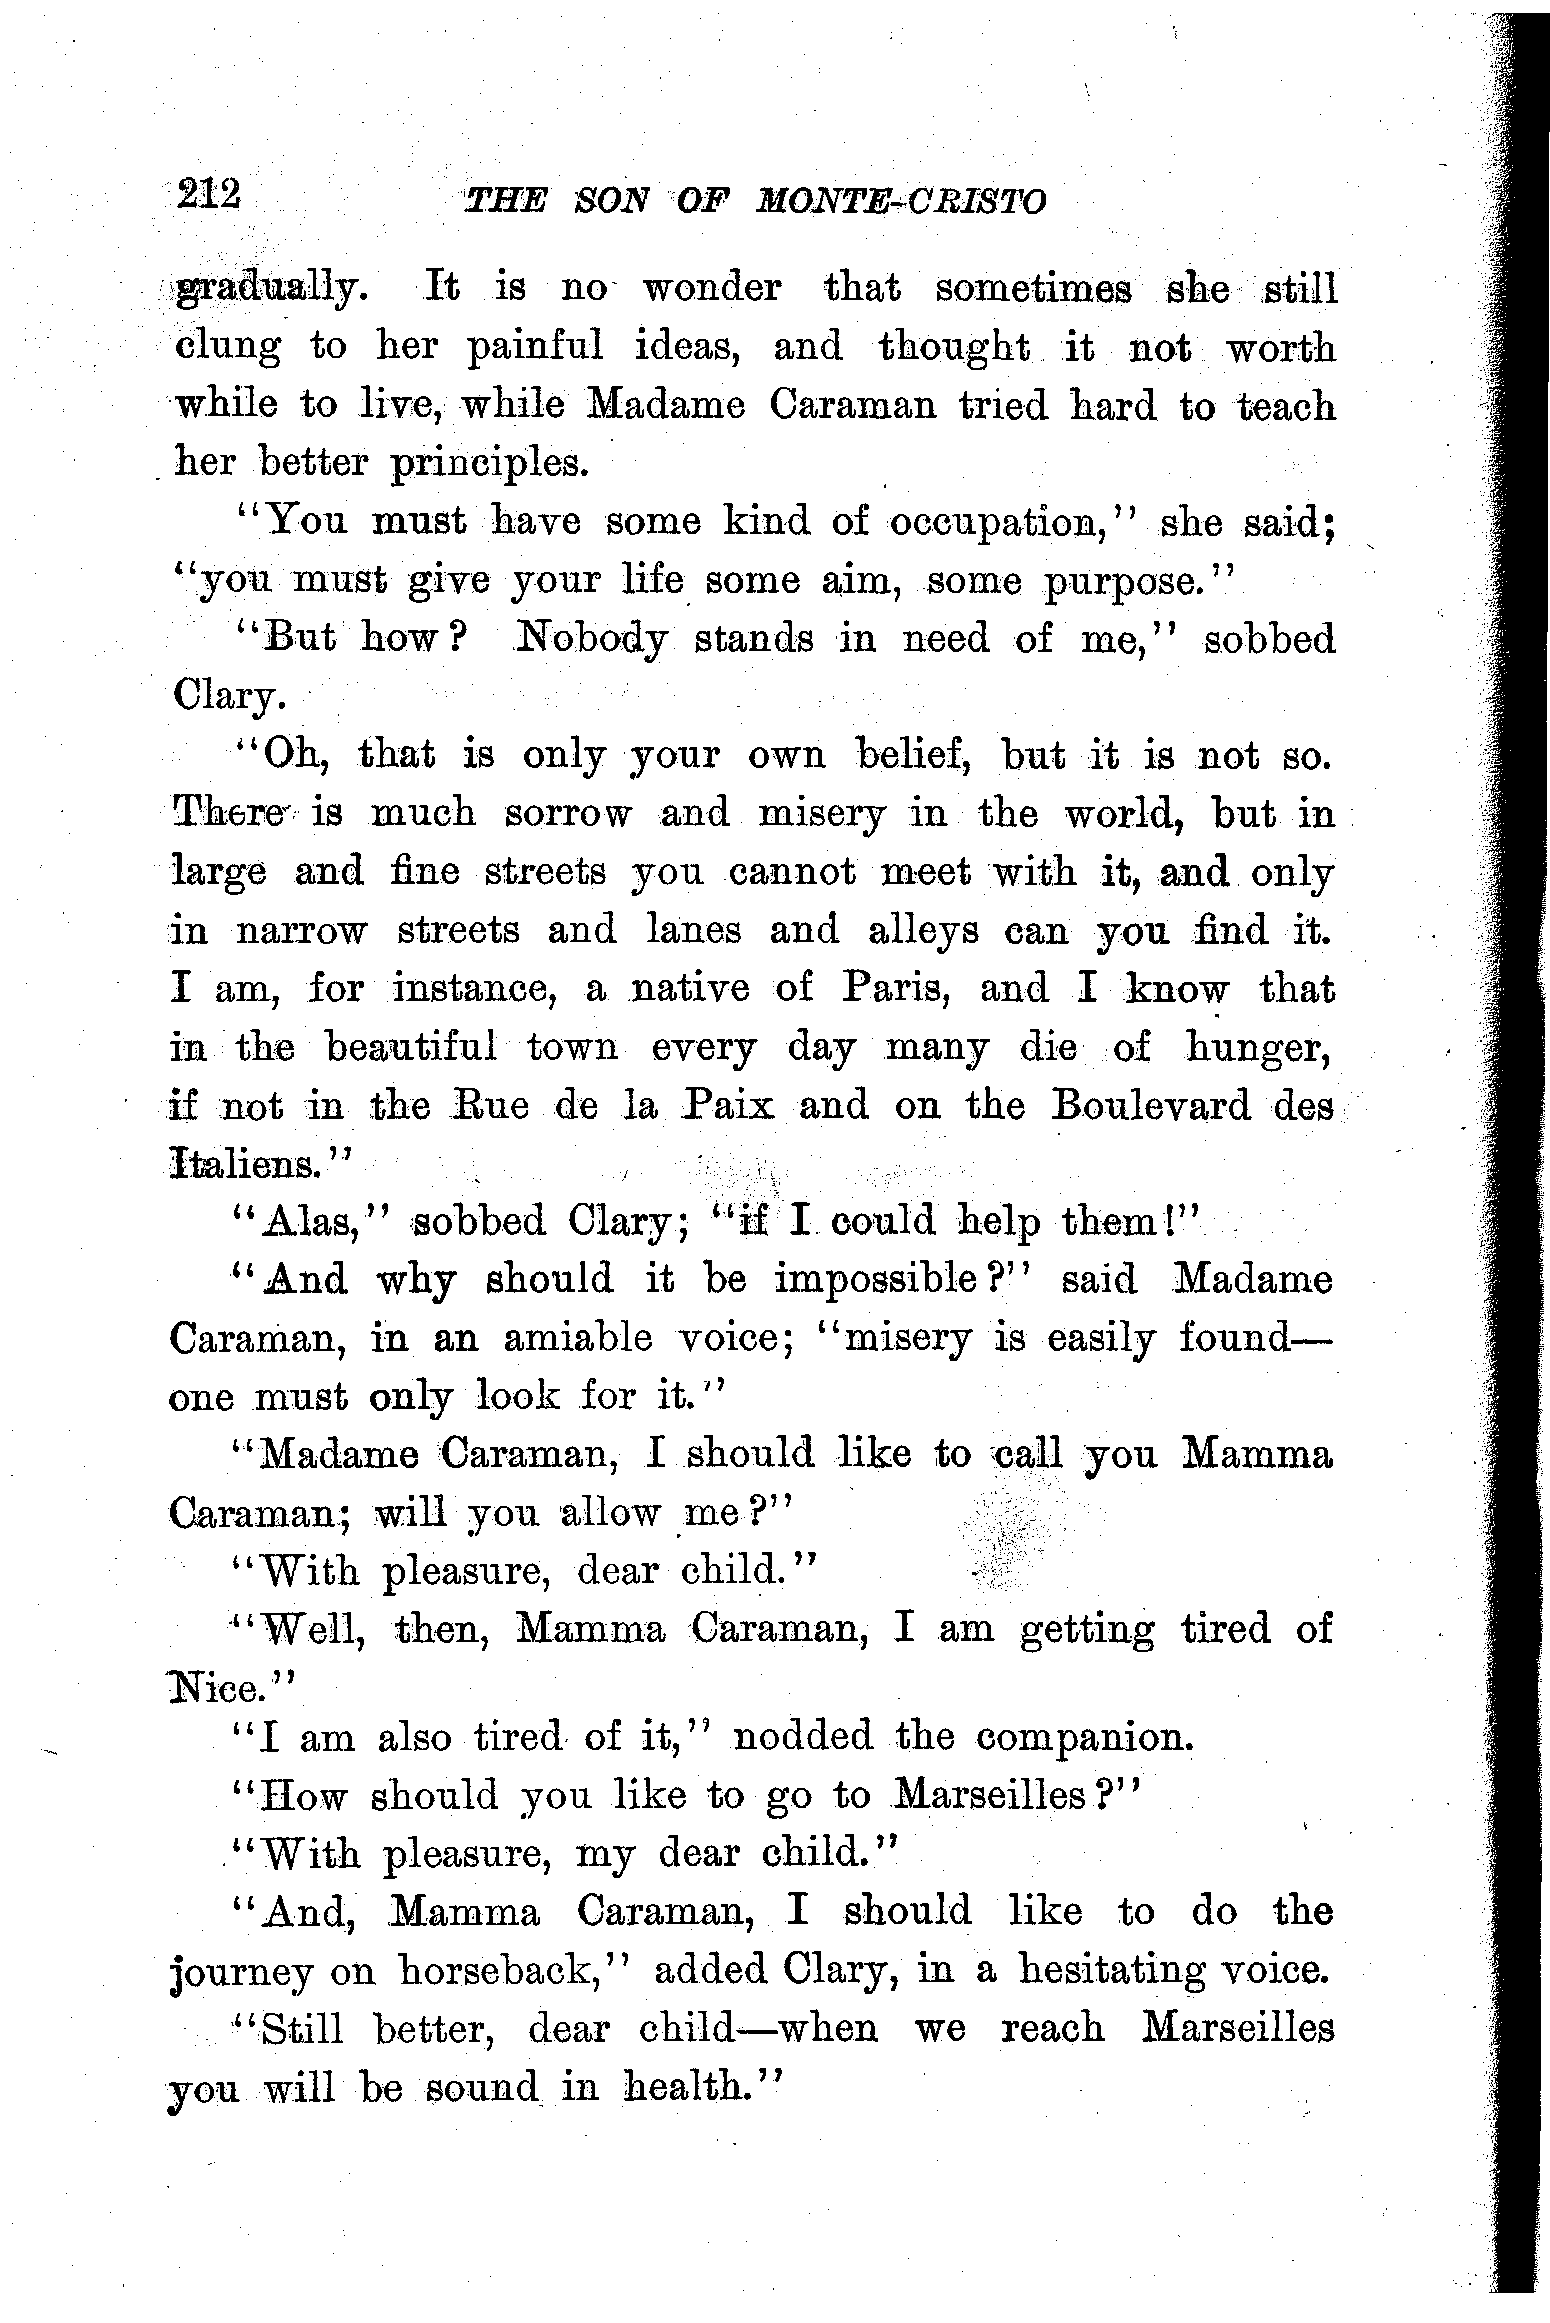 212 THE SON OF MONTE-CRISTO
gradually. It is no wonder that sometimes she still
clung to her painful ideas, and thought it not worth
while to live, while Madame Caraman tried hard to teach
her better principles.
"You must have some kind of occupation," she said;
"you must give your life some aim, some purpose."
"But how? Nobody stands in need of me," sobbed
Clary.
"Oh, that is only your own belief, but it is not so.
There is much sorrow and misery in the world, but in
large and fine streets you cannot meet with it, and only
in narrow streets and lanes and alleys can you find it.
I am, for instance, a native of Paris, and I know that
in the beautiful town every day many die of hunger,
if not in the Rue de la Paix and on the Boulevard des
Italiens."
"Alas," sobbed Clary; "if I could help them!"
"And why should it be impossible?" said Madame
Caraman, in an amiable voice; "misery is easily found—
one must only look for it."
"Madame Caraman, I should like to call you Mamma
Caraman; will you allow me?"
"With pleasure, dear child."
"Well, then, Mamma Caraman, I am getting tired of
Nice."
"I am also tired of it," nodded the companion.
"How should you like to go to Marseilles?"
"With pleasure, my dear child."
"And, Mamma Caraman, I should like to do the
journey on horseback," added Clary, in a hesitating voice.
"Still better, dear child—when we reach Marseilles
you will be sound in health."